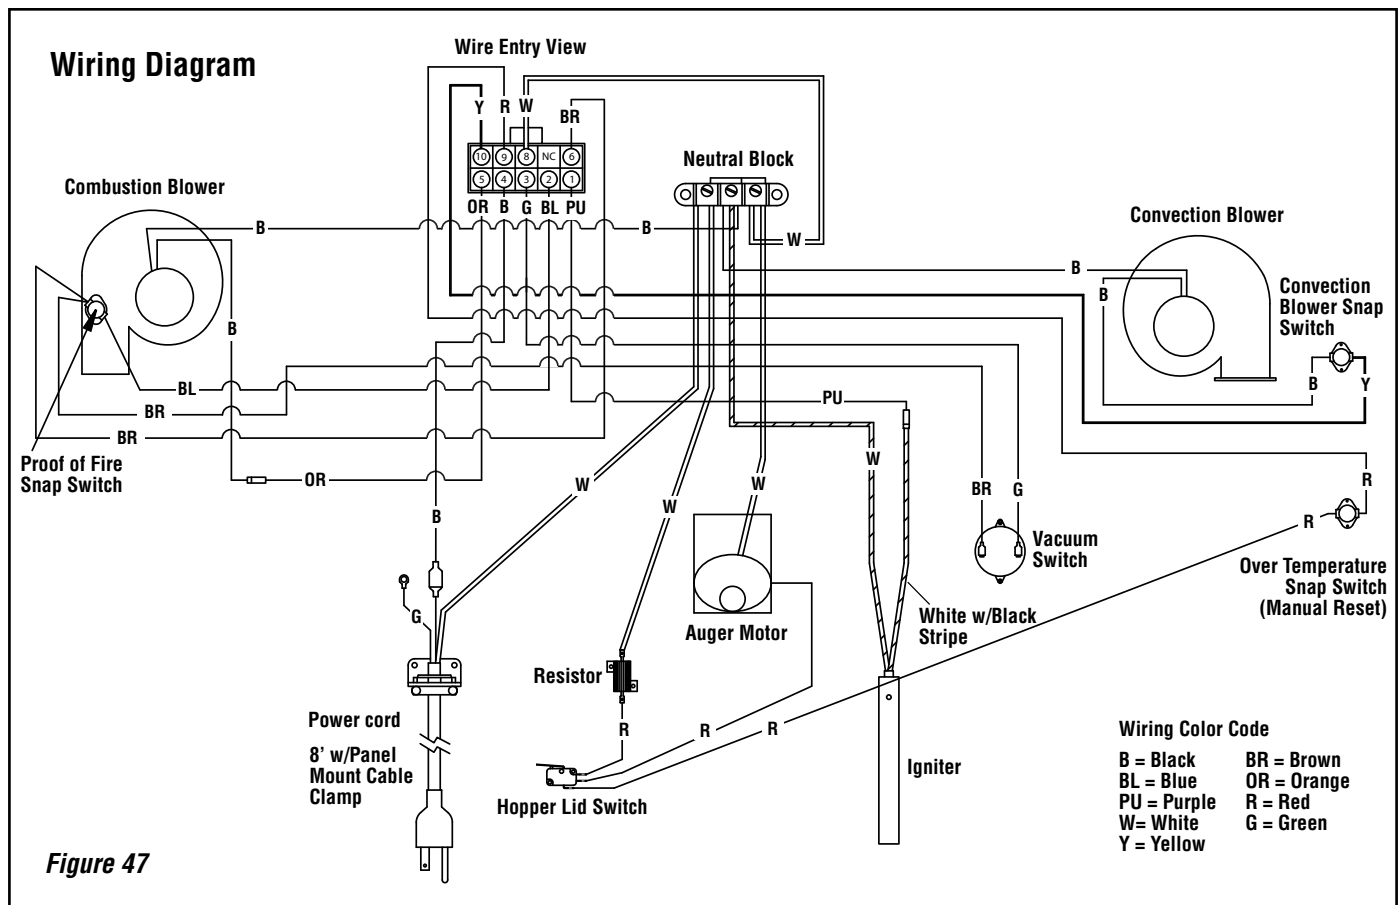 Wiring Diagram
Wire Entry View
Y
R
W
BR
10
9
8
NC
6
5
4
3
2
1
OR
B
G
BL
PU
Neutral Block
Combustion Blower
Convection Blower
B
B
W
B
B
Convection
Blower Snap
Switch
B
B
Y
BL
BR
BR
PU
Proof of Fire
Snap Switch
OR
W
W
W
W
BR
G
R
R
B
Vacuum
Switch
Over Temperature
Snap Switch
(Manual Reset)
G
White w/Black
Stripe
Auger Motor
Resistor
Power cord
8' w/Panel
Mount Cable
Clamp
R
R
R
Igniter
Hopper Lid Switch
Wiring Color Code
B = Black
BL = Blue
PU = Purple
W= White
Y = Yellow
BR = Brown
OR = Orange
R = Red
G = Green
Figure 47